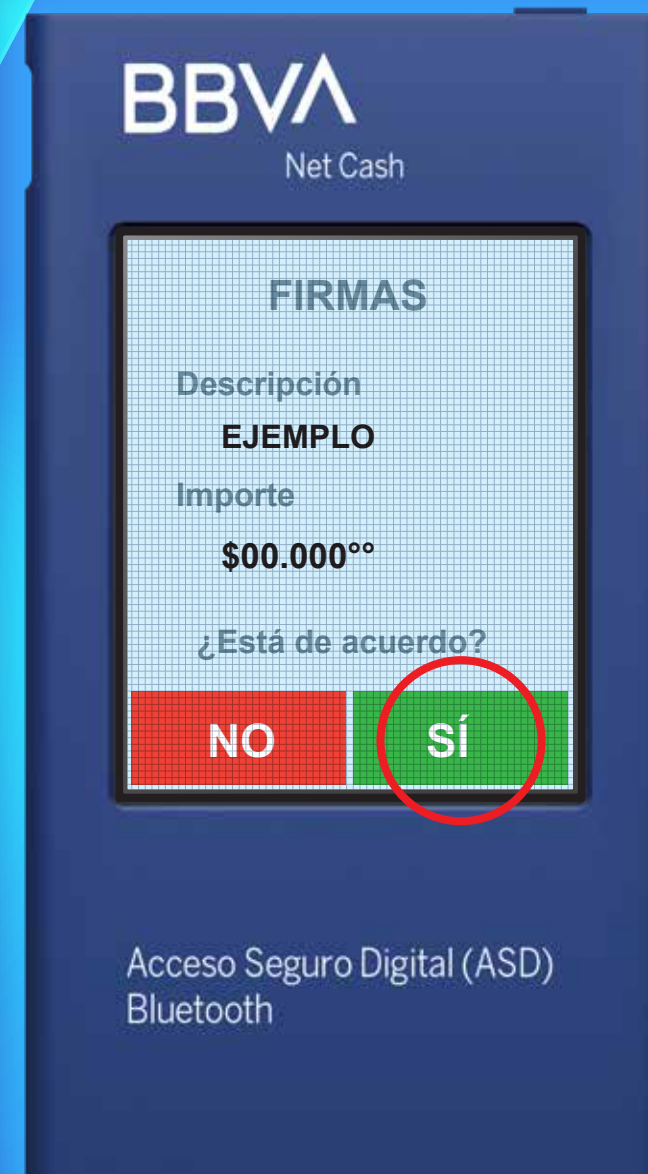 BBVA
Net Cash
FIRMAS
Descripción
EJEMPLO
Importe
$00.000°°
¿Está de acuerdo?
NO SÍ
Acceso Seguro Digital (ASD)
Bluetooth